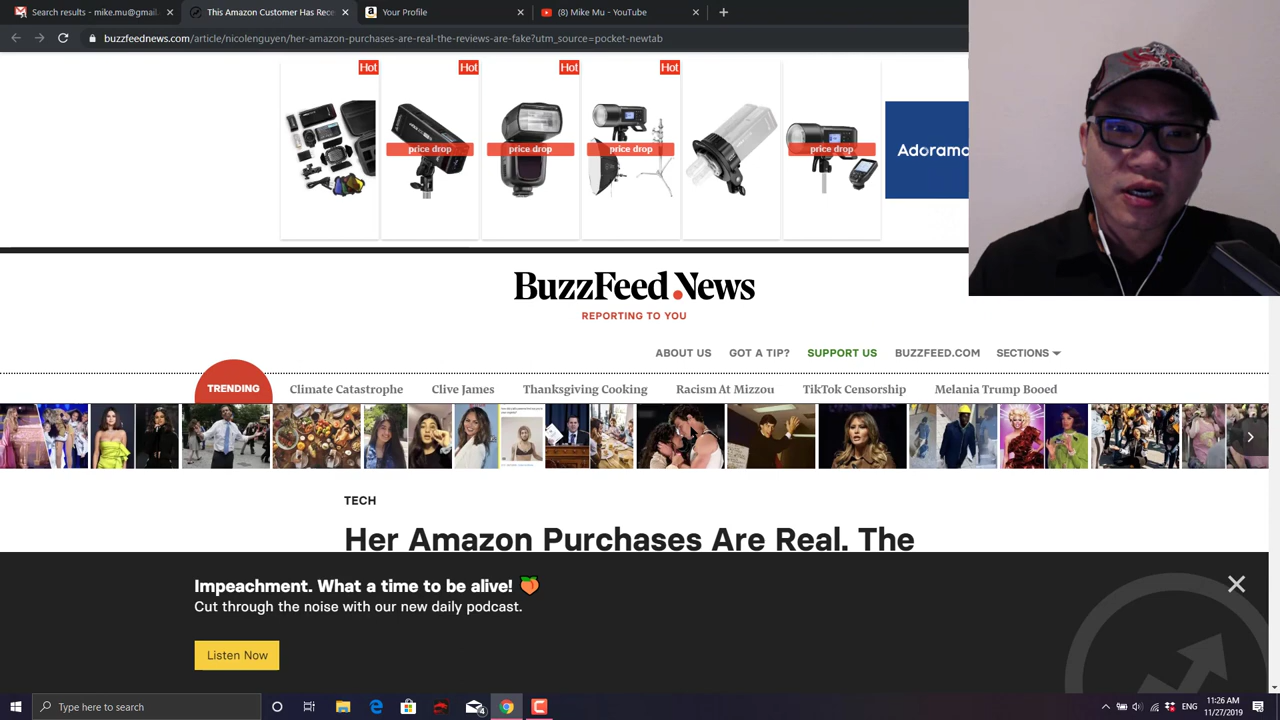 Search results - mike.mu@gmail.
This Amazon Customer Has Rece
Your Profile
(8) Mike Mu - YouTube
buzzfeednews.com/article/nicolenguyen/her-amazon-purchases-are-real-the-reviews-are-fake?utm_source=pocket-newtab
Hot
Hot
Hot
Hot
price drop
price drop
price drop
price drop
Adorama
BuzzFeed News
REPORTING TO YOU
ABOUT US GOT A TIP? SUPPORT US BUZZFEED.COM SECTIONS
TRENDING Climate Catastrophe Clive James Thanksgiving Cooking Racism At Mizzou TikTok Censorship Melania Trump Booed
TECH
Her Amazon Purchases Are Real. The
Impeachment. What a time to be alive! 🍑
Cut through the noise with our new daily podcast.
Listen Now
Type here to search
4
11:26 AM
11/27/2019